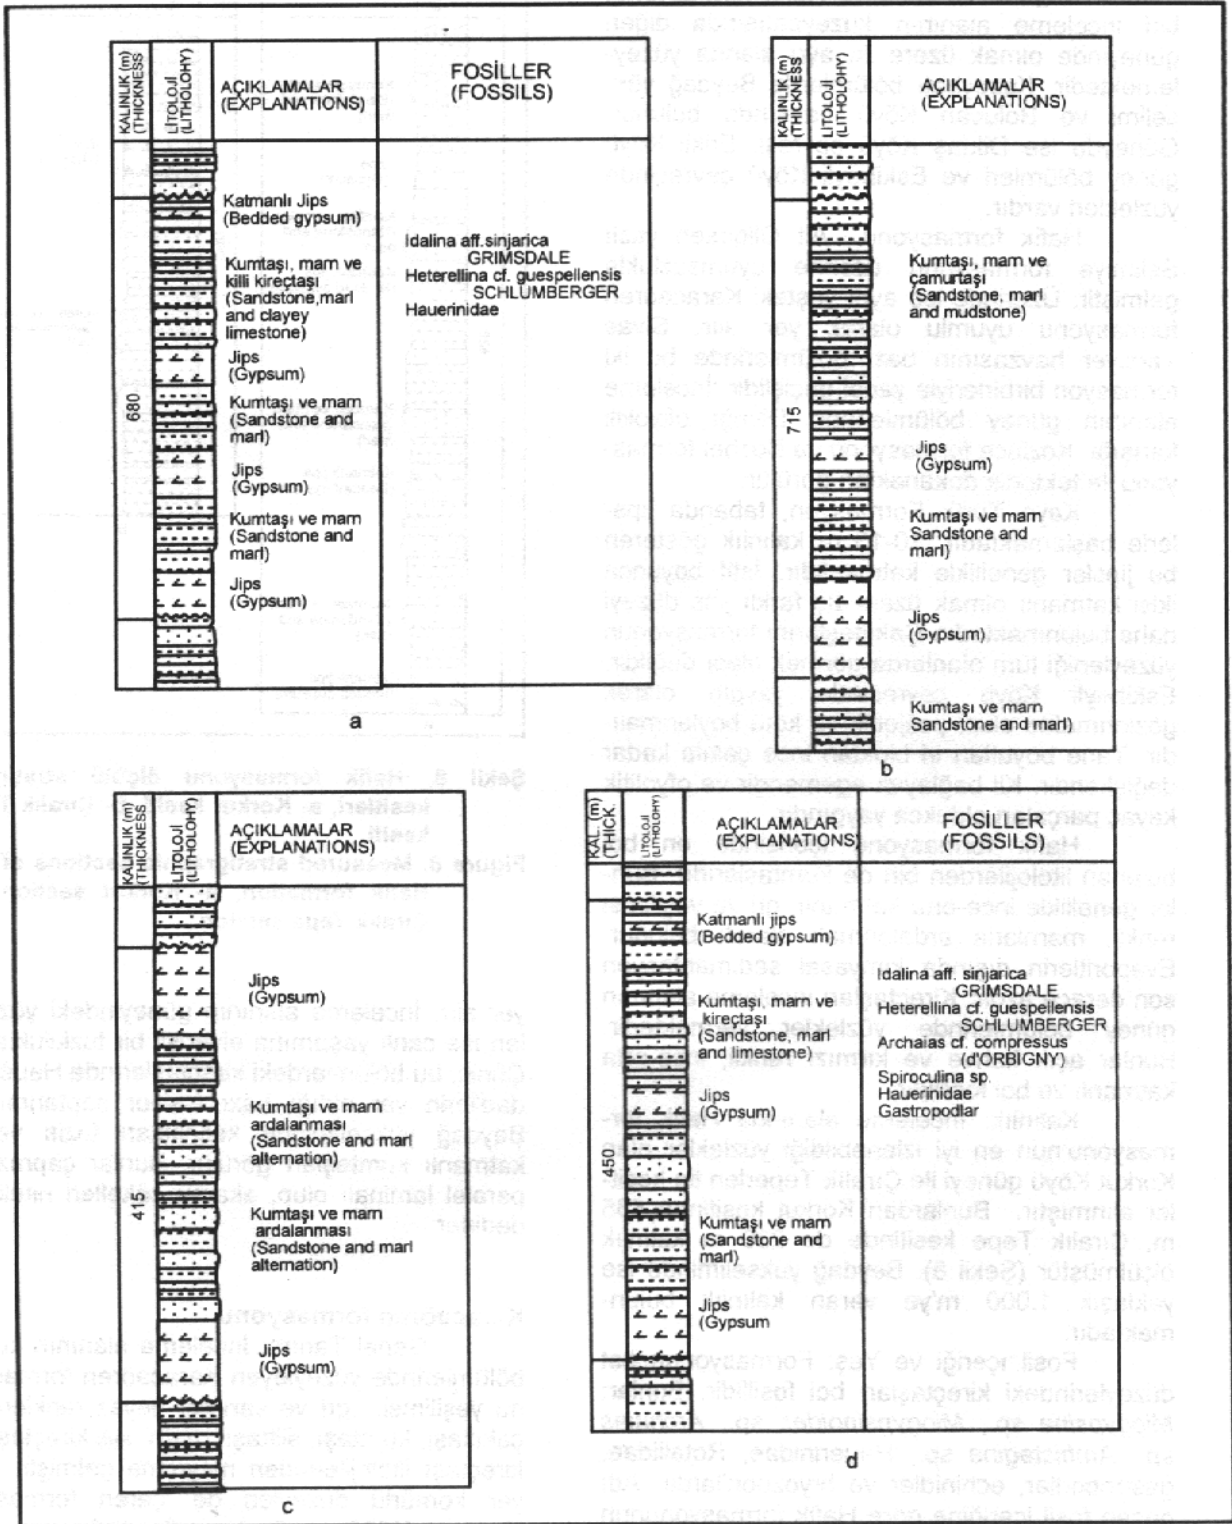 KALINLIK (m)
(THICKNESS)
LİTOLOJİ
(LITHOLOHY)
AÇIKLAMALAR
(EXPLANATIONS)
FOSİLLER
(FOSSILS)
680
Katmanlı Jips
(Bedded gypsum)
Kumtaşı, marn ve
killi kireçtaşı
(Sandstone,marl
and clayey
limestone)
Jips
(Gypsum)
Kumtaşı ve marn
(Sandstone and
marl)
Jips
(Gypsum)
Kumtaşı ve marn
(Sandstone and
marl)
Jips
(Gypsum)
Idalina aff.sinjarica
GRIMSDALE
Heterellina cf. guespellensis
SCHLUMBERGER
Hauerinidae
a
KALINLIK (m)
(THICKNESS
LİTOLOJİ
(LITHOLOHY)
AÇIKLAMALAR
(EXPLANATIONS)
715
Kumtaşı, marn ve
çamurtaşı
(Sandstone, marl
and mudstone)
Jips
(Gypsum)
Kumtaşı ve marn
(Sandstone and
marl)
Jips
(Gypsum)
Kumtaşı ve marn
Sandstone and marl)
b
KALINLIK (m)
(THICKNESS
LİTOLOJİ
(LITHOLOHY)
AÇIKLAMALAR
(EXPLANATIONS)
415
Jips
(Gypsum)
Kumtaşı ve marn
ardalanması
(Sandstone and marl
alternation)
Kumtaşı ve marn
ardalanması
(Sandstone and marl
alternation)
Jips
(Gypsum)
c
KAL. (m)
(THICK.
LİTOLOJİ
(LITHOLOHY)
AÇIKLAMALAR
(EXPLANATIONS)
FOSİLLER
(FOSSILS)
450
Katmanlı jips
(Bedded gypsum)
Kumtaşı, marn ve
kireçtaşı
(Sandstone, marl
and limestone)
Jips
(Gypsum)
Kumtaşı ve marn
(Sandstone and
marl)
Jips
(Gypsum
Idalina aff. sinjarica
GRIMSDALE
Heterellina cf. guespellensis
SCHLUMBERGER
Archaias cf. compressus
(d'ORBIGNY)
Spiroculina sp.
Hauerinidae
Gastropodlar
d